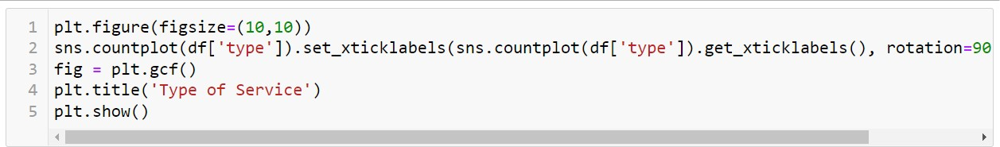 1 plt.figure(figsize=(10,10))
2 sns.countplot(df['type']).set_xticklabels(sns.countplot(df['type']).get_xticklabels(), rotation=90
3 fig = plt.gcf()
4 plt.title('Type of Service')
5 plt.show()